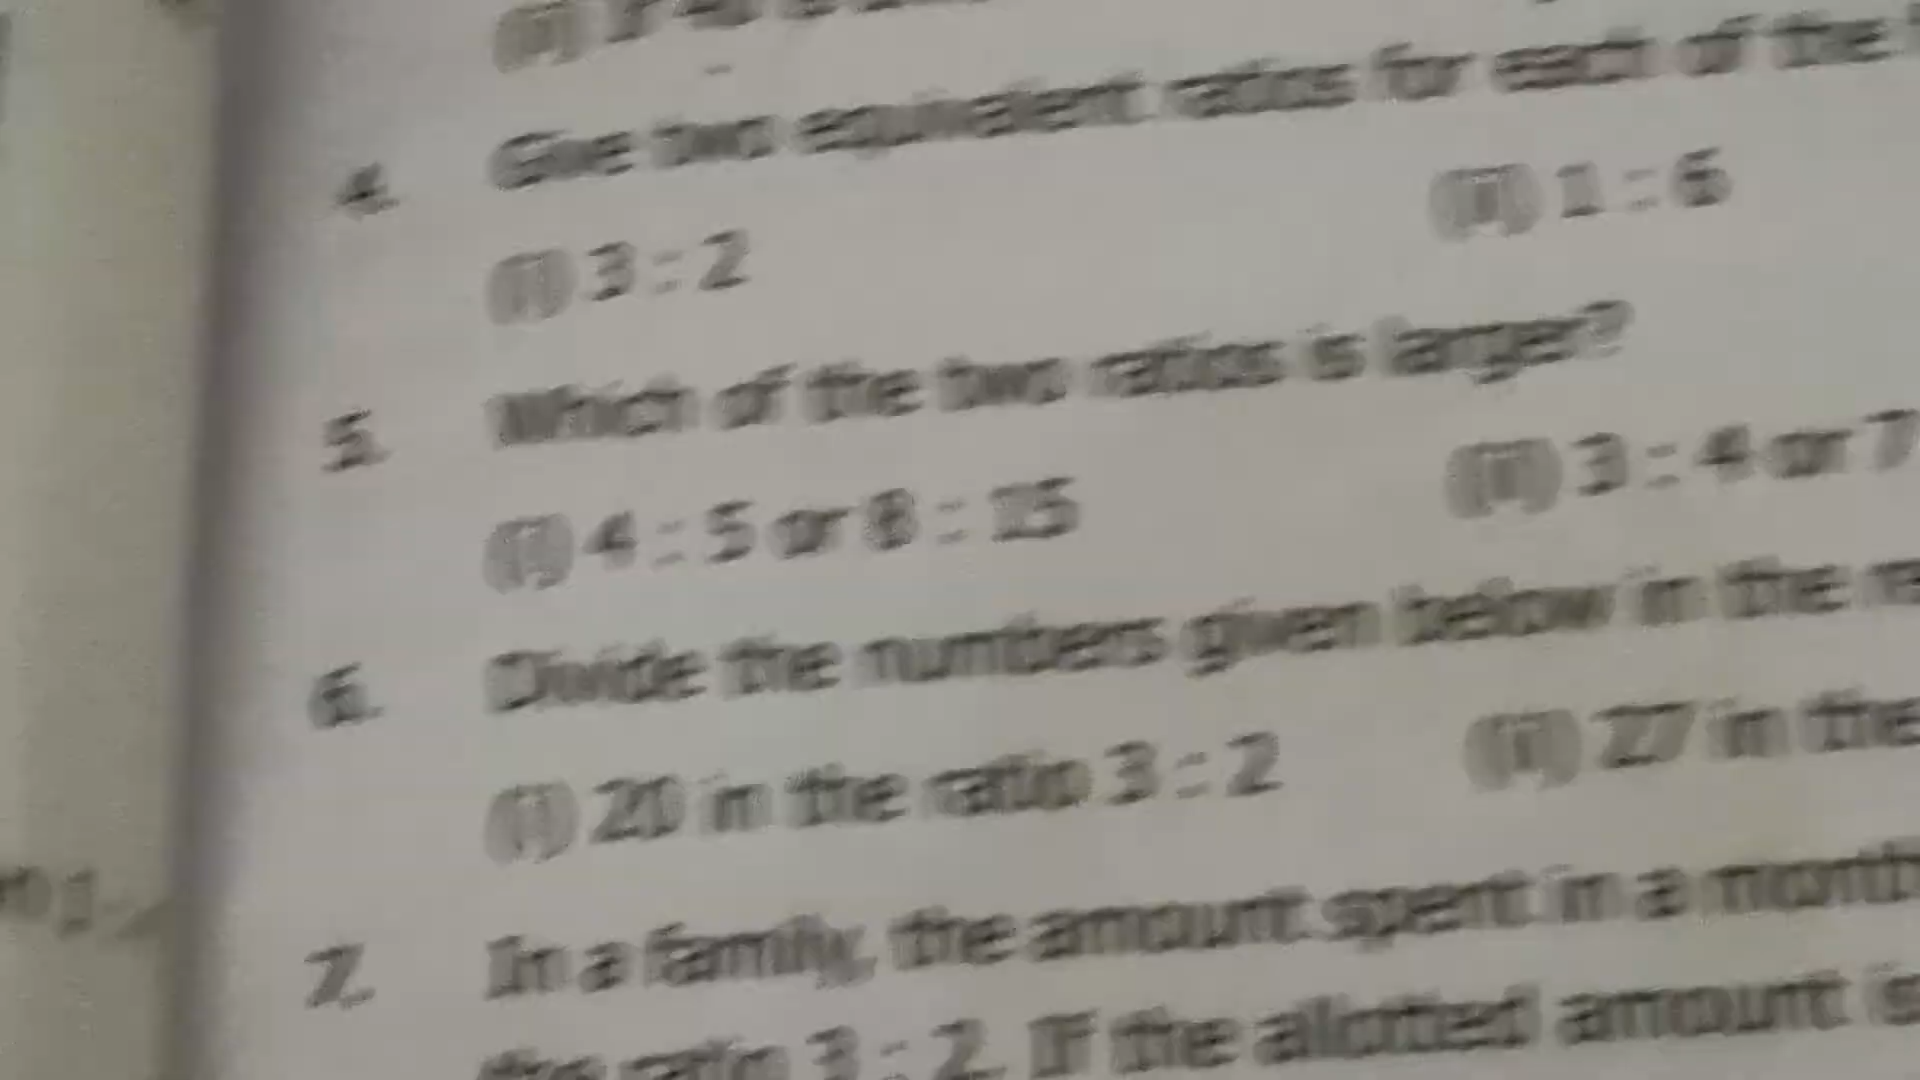 4. Give two equivalent ratios for each of the
(i) 3 : 2 (ii) 1 : 6
5. Which of the two ratios is larger?
(i) 4 : 5 or 8 : 15 (ii) 3 : 4 or 7
6. Divide the numbers given below in the
(i) 20 in the ratio 3 : 2 (ii) 27 in the
7. In a family, the amount spent in a month
the ratio 3 : 2. If the allotted amount is